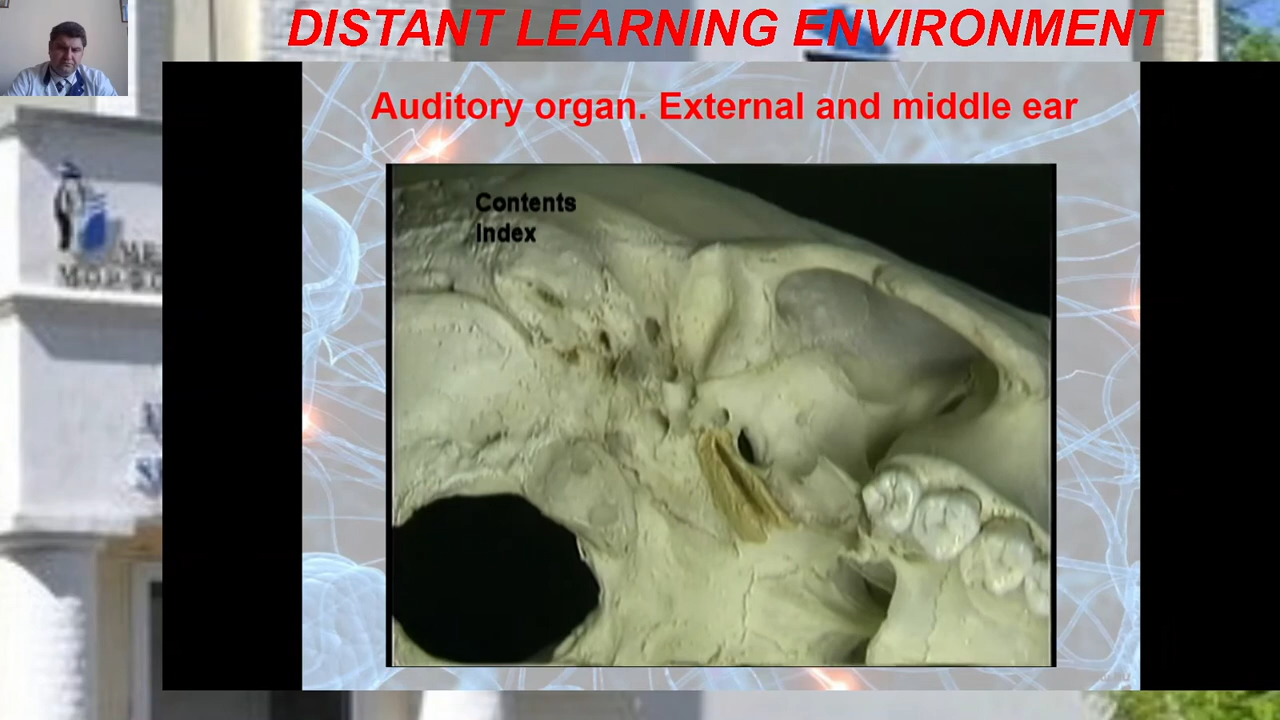 DISTANT LEARNING ENVIRONMENT
Auditory organ. External and middle ear
Contents
Index